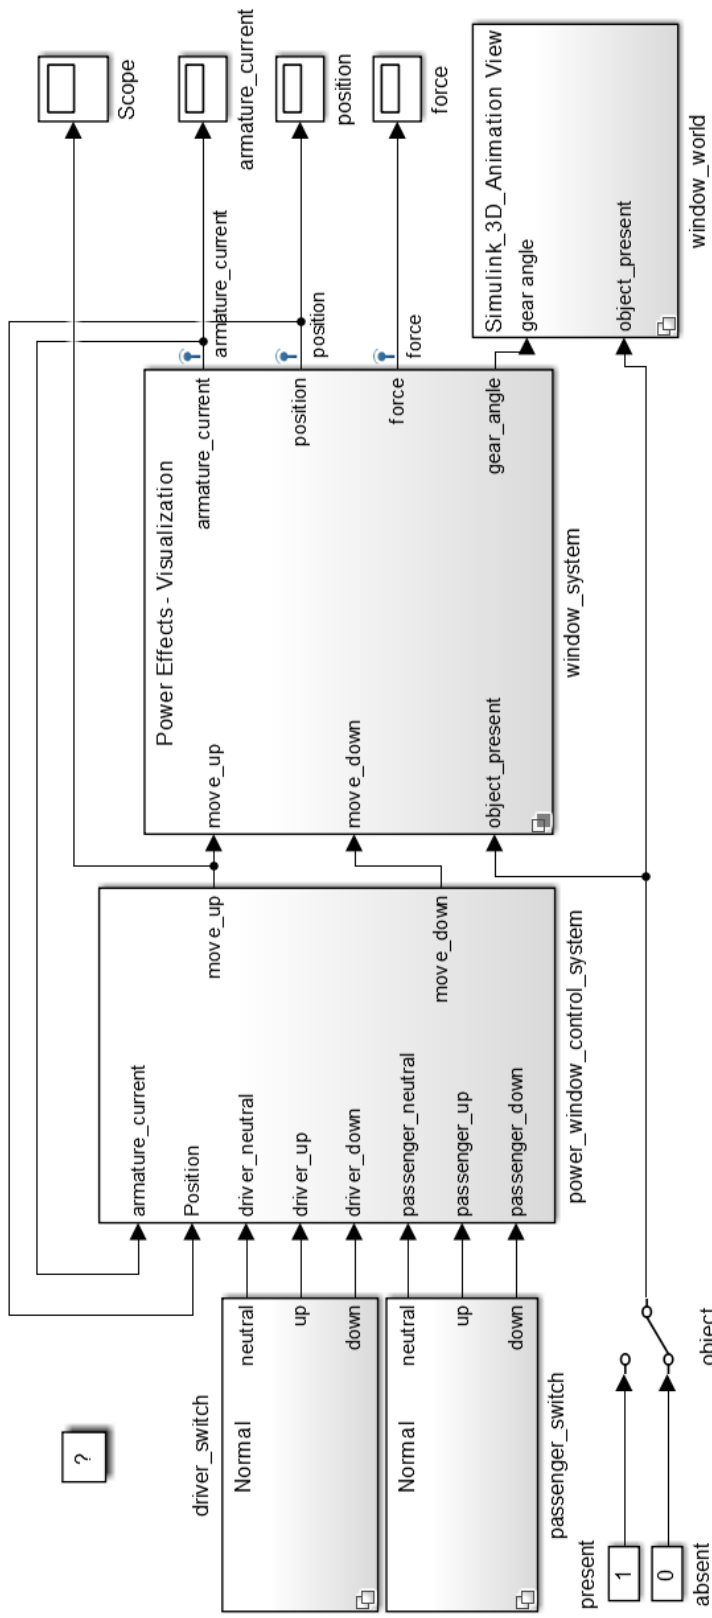 ?
driver_switch
Normal
neutral
up
down
Normal
neutral
up
down
passenger_switch
present
1
0
absent
object
armature_current
Position
driver_neutral
driver_up
driver_down
passenger_neutral
passenger_up
passenger_down
move_up
move_down
power_window_control_system
Power Effects - Visualization
move_up
move_down
object_present
armature_current
position
force
gear_angle
window_system
armature_current
position
force
Scope
armature_current
position
force
Simulink_3D_Animation View
gear angle
object_present
window_world